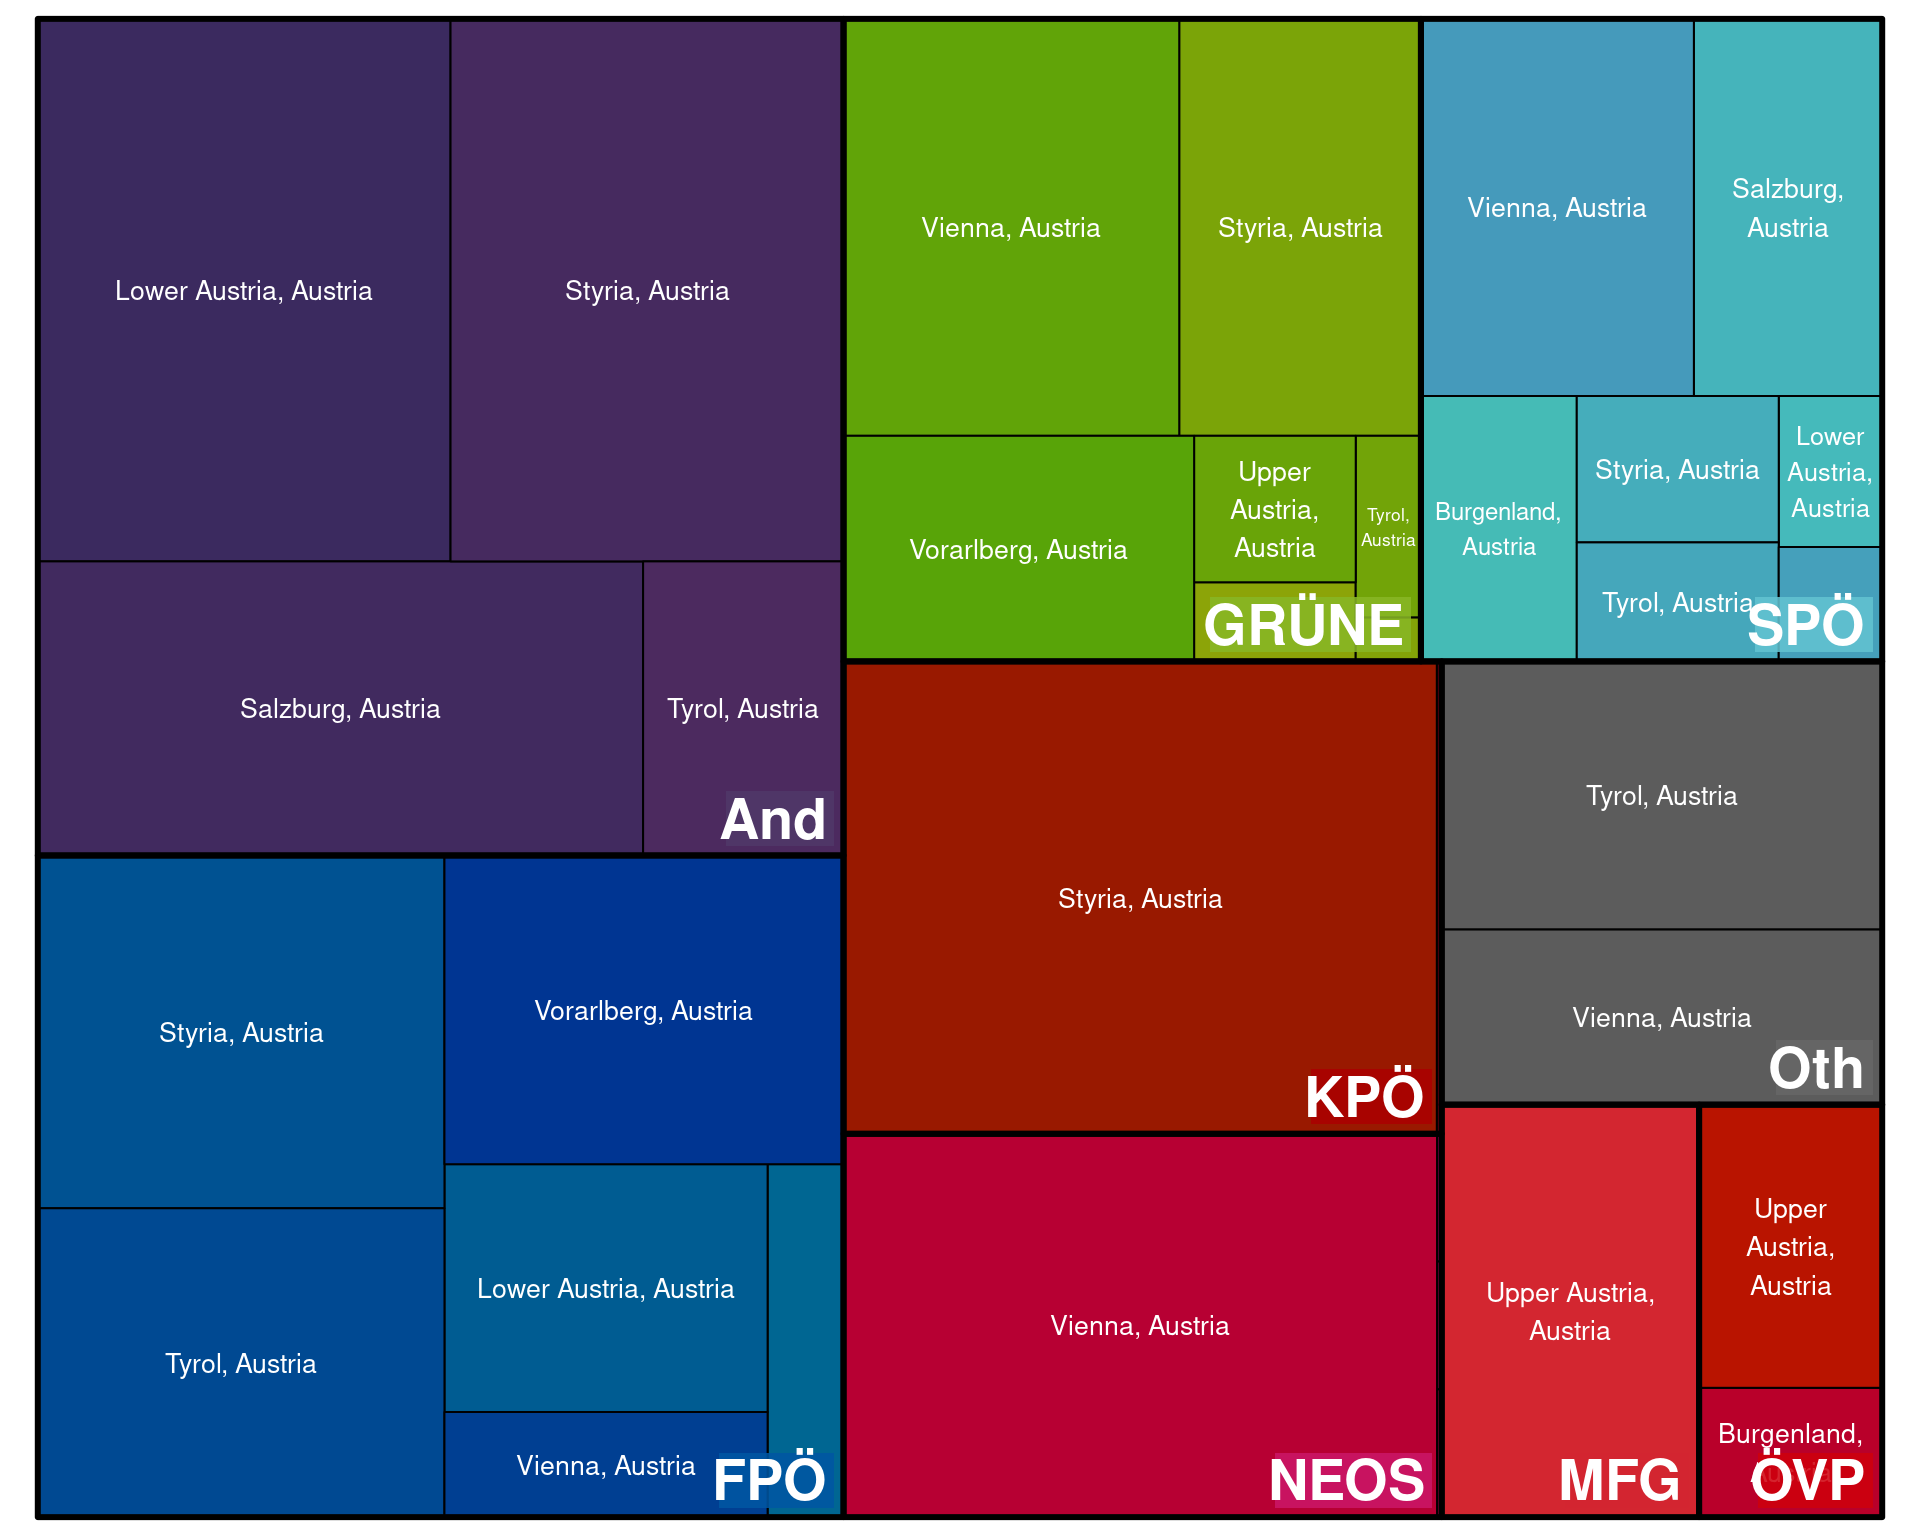 Lower Austria, Austria
Styria, Austria
Salzburg, Austria
Tyrol, Austria
And
Styria, Austria
Vorarlberg, Austria
Tyrol, Austria
Lower Austria, Austria
Vienna, Austria
FPÖ
Vienna, Austria
Styria, Austria
Vorarlberg, Austria
Upper
Austria,
Austria
Tyrol,
Austria
GRÜNE
Vienna, Austria
Salzburg,
Austria
Burgenland,
Austria
Styria, Austria
Lower
Austria,
Austria
Tyrol, Austria
SPÖ
Styria, Austria
KPÖ
Vienna, Austria
NEOS
Tyrol, Austria
Vienna, Austria
Oth
Upper Austria,
Austria
MFG
Upper
Austria,
Austria
Burgenland,
ÖVP